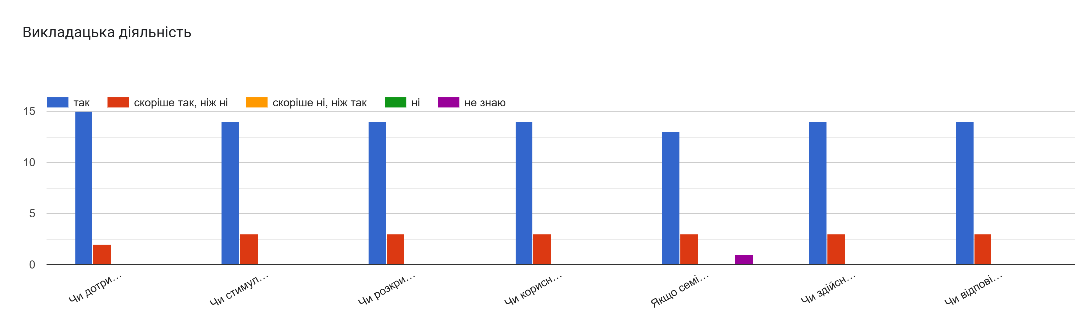 Викладацька діяльність
так скоріше так, ніж ні скоріше ні, ніж так ні не знаю
15
10
5
0
Чи дотри… Чи стимул… Чи розкри… Чи корисн… Якщо семі… Чи здійсн… Чи відпові…